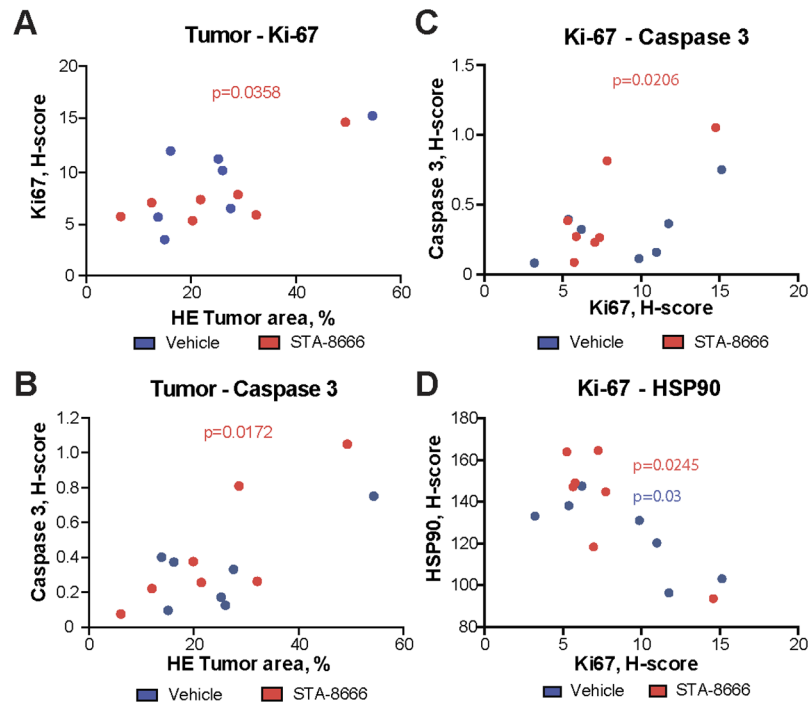 A
Tumor - Ki-67
p=0.0358
Ki67, H-score
20
15
10
5
0
0
20
40
60
HE Tumor area, %
Vehicle
STA-8666
B
Tumor - Caspase 3
p=0.0172
Caspase 3, H-score
1.2
1.0
0.8
0.6
0.4
0.2
0
0
20
40
60
HE Tumor area, %
Vehicle
STA-8666
C
Ki-67 - Caspase 3
p=0.0206
Caspase 3, H-score
1.5
1.0
0.5
0
0
5
10
15
20
Ki67, H-score
Vehicle
STA-8666
D
Ki-67 - HSP90
p=0.0245
p=0.03
HSP90, H-score
180
160
140
120
100
80
0
5
10
15
20
Ki67, H-score
Vehicle
STA-8666